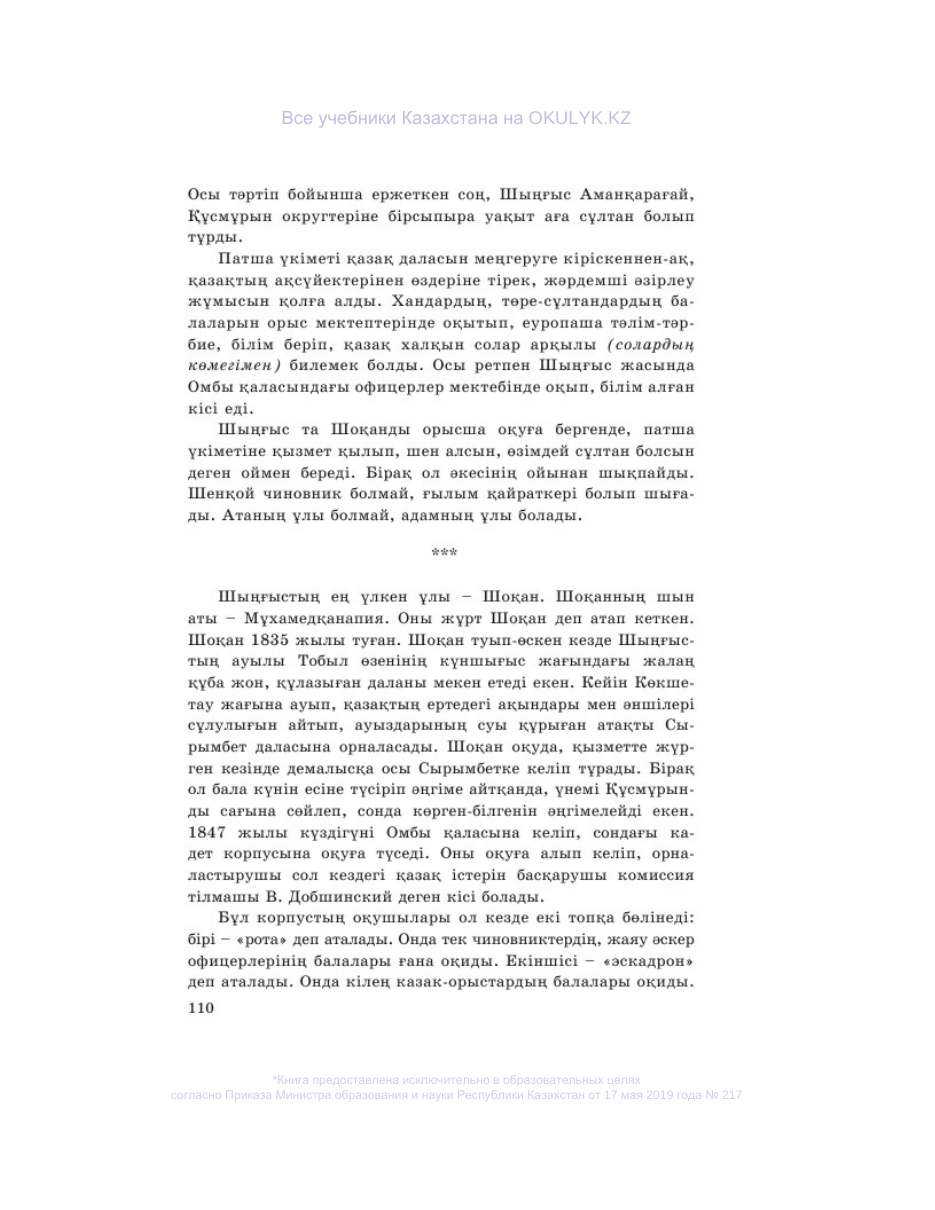 Все учебники Казахстана на OKULYK.KZ
Осы тәртіп бойынша ержеткен соң, Шыңғыс Аманқарағай,
Құсмұрын округтеріне бірсыпыра уақыт аға сұлтан болып
тұрды.
Патша үкіметі қазақ даласын меңгеруге кіріскеннен-ақ,
қазақтың ақсүйектерінен өздеріне тірек, жәрдемші әзірлеу
жұмысын қолға алды. Хандардың, төре-сұлтандардың ба-
лаларын орыс мектептерінде оқытып, еуропаша тәлім-тәр-
бие, білім беріп, қазақ халқын солар арқылы (солардың
көмегімен) билемек болды. Осы ретпен Шыңғыс жасында
Омбы қаласындағы офицерлер мектебінде оқып, білім алған
кісі еді.
Шыңғыс та Шоқанды орысша оқуға бергенде, патша
үкіметіне қызмет қылып, шен алсын, өзімдей сұлтан болсын
деген оймен береді. Бірақ ол әкесінің ойынан шықпайды.
Шенқой чиновник болмай, ғылым қайраткері болып шыға-
ды. Атаның ұлы болмай, адамның ұлы болады.
***
Шыңғыстың ең үлкен ұлы – Шоқан. Шоқанның шын
аты – Мұхамедқанапия. Оны жұрт Шоқан деп атап кеткен.
Шоқан 1835 жылы туған. Шоқан туып-өскен кезде Шыңғыс-
тың ауылы Тобыл өзенінің күншығыс жағындағы жалаң
құба жон, құлазыған даланы мекен етеді екен. Кейін Көкше-
тау жағына ауып, қазақтың ертедегі ақындары мен әншілері
сұлулығын айтып, ауыздарының суы құрыған атақты Сы-
рымбет даласына орналасады. Шоқан оқуда, қызметте жүр-
ген кезінде демалысқа осы Сырымбетке келіп тұрады. Бірақ
ол бала күнін есіне түсіріп әңгіме айтқанда, үнемі Құсмұрын-
ды сағына сөйлеп, сонда көрген-білгенін әңгімелейді екен.
1847 жылы күздігүні Омбы қаласына келіп, сондағы ка-
дет корпусына оқуға түседі. Оны оқуға алып келіп, орна-
ластырушы сол кездегі қазақ істерін басқарушы комиссия
тілмашы В. Добшинский деген кісі болады.
Бұл корпустың оқушылары ол кезде екі топқа бөлінеді:
бірі – «рота» деп аталады. Онда тек чиновниктердің, жаяу әскер
офицерлерінің балалары ғана оқиды. Екіншісі – «эскадрон»
деп аталады. Онда кілең казак-орыстардың балалары оқиды.
110
*Книга предоставлена исключительно в образовательных целях
согласно Приказа Министра образования и науки Республики Казахстан от 17 мая 2019 года № 217